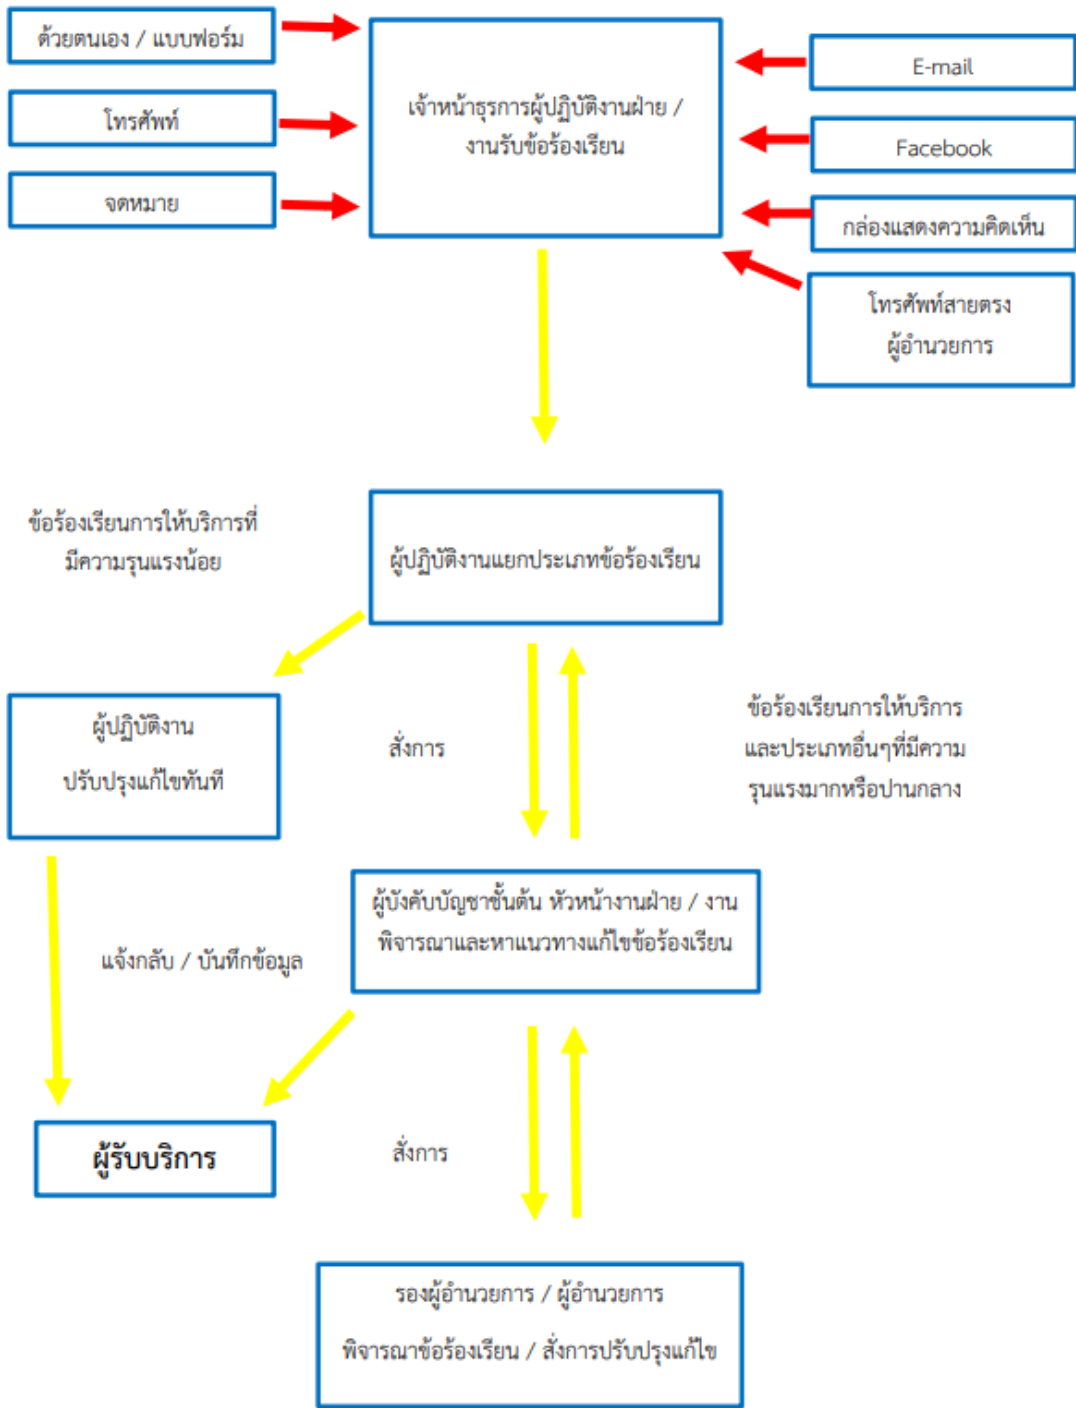 ด้วยตนเอง / แบบฟอร์ม
โทรศัพท์
จดหมาย
เจ้าหน้าธุรการผู้ปฏิบัติงานฝ่าย /
งานรับข้อร้องเรียน
E-mail
Facebook
กล่องแสดงความคิดเห็น
โทรศัพท์สายตรง
ผู้อำนวยการ
ข้อร้องเรียนการให้บริการที่
มีความรุนแรงน้อย
ผู้ปฏิบัติงานแยกประเภทข้อร้องเรียน
ผู้ปฏิบัติงาน
ปรับปรุงแก้ไขทันที
สั่งการ
ข้อร้องเรียนการให้บริการ
และประเภทอื่นๆที่มีความ
รุนแรงมากหรือปานกลาง
ผู้บังคับบัญชาชั้นต้น หัวหน้างานฝ่าย / งาน
พิจารณาและหาแนวทางแก้ไขข้อร้องเรียน
แจ้งกลับ / บันทึกข้อมูล
ผู้รับบริการ
สั่งการ
รองผู้อำนวยการ / ผู้อำนวยการ
พิจารณาข้อร้องเรียน / สั่งการปรับปรุงแก้ไข